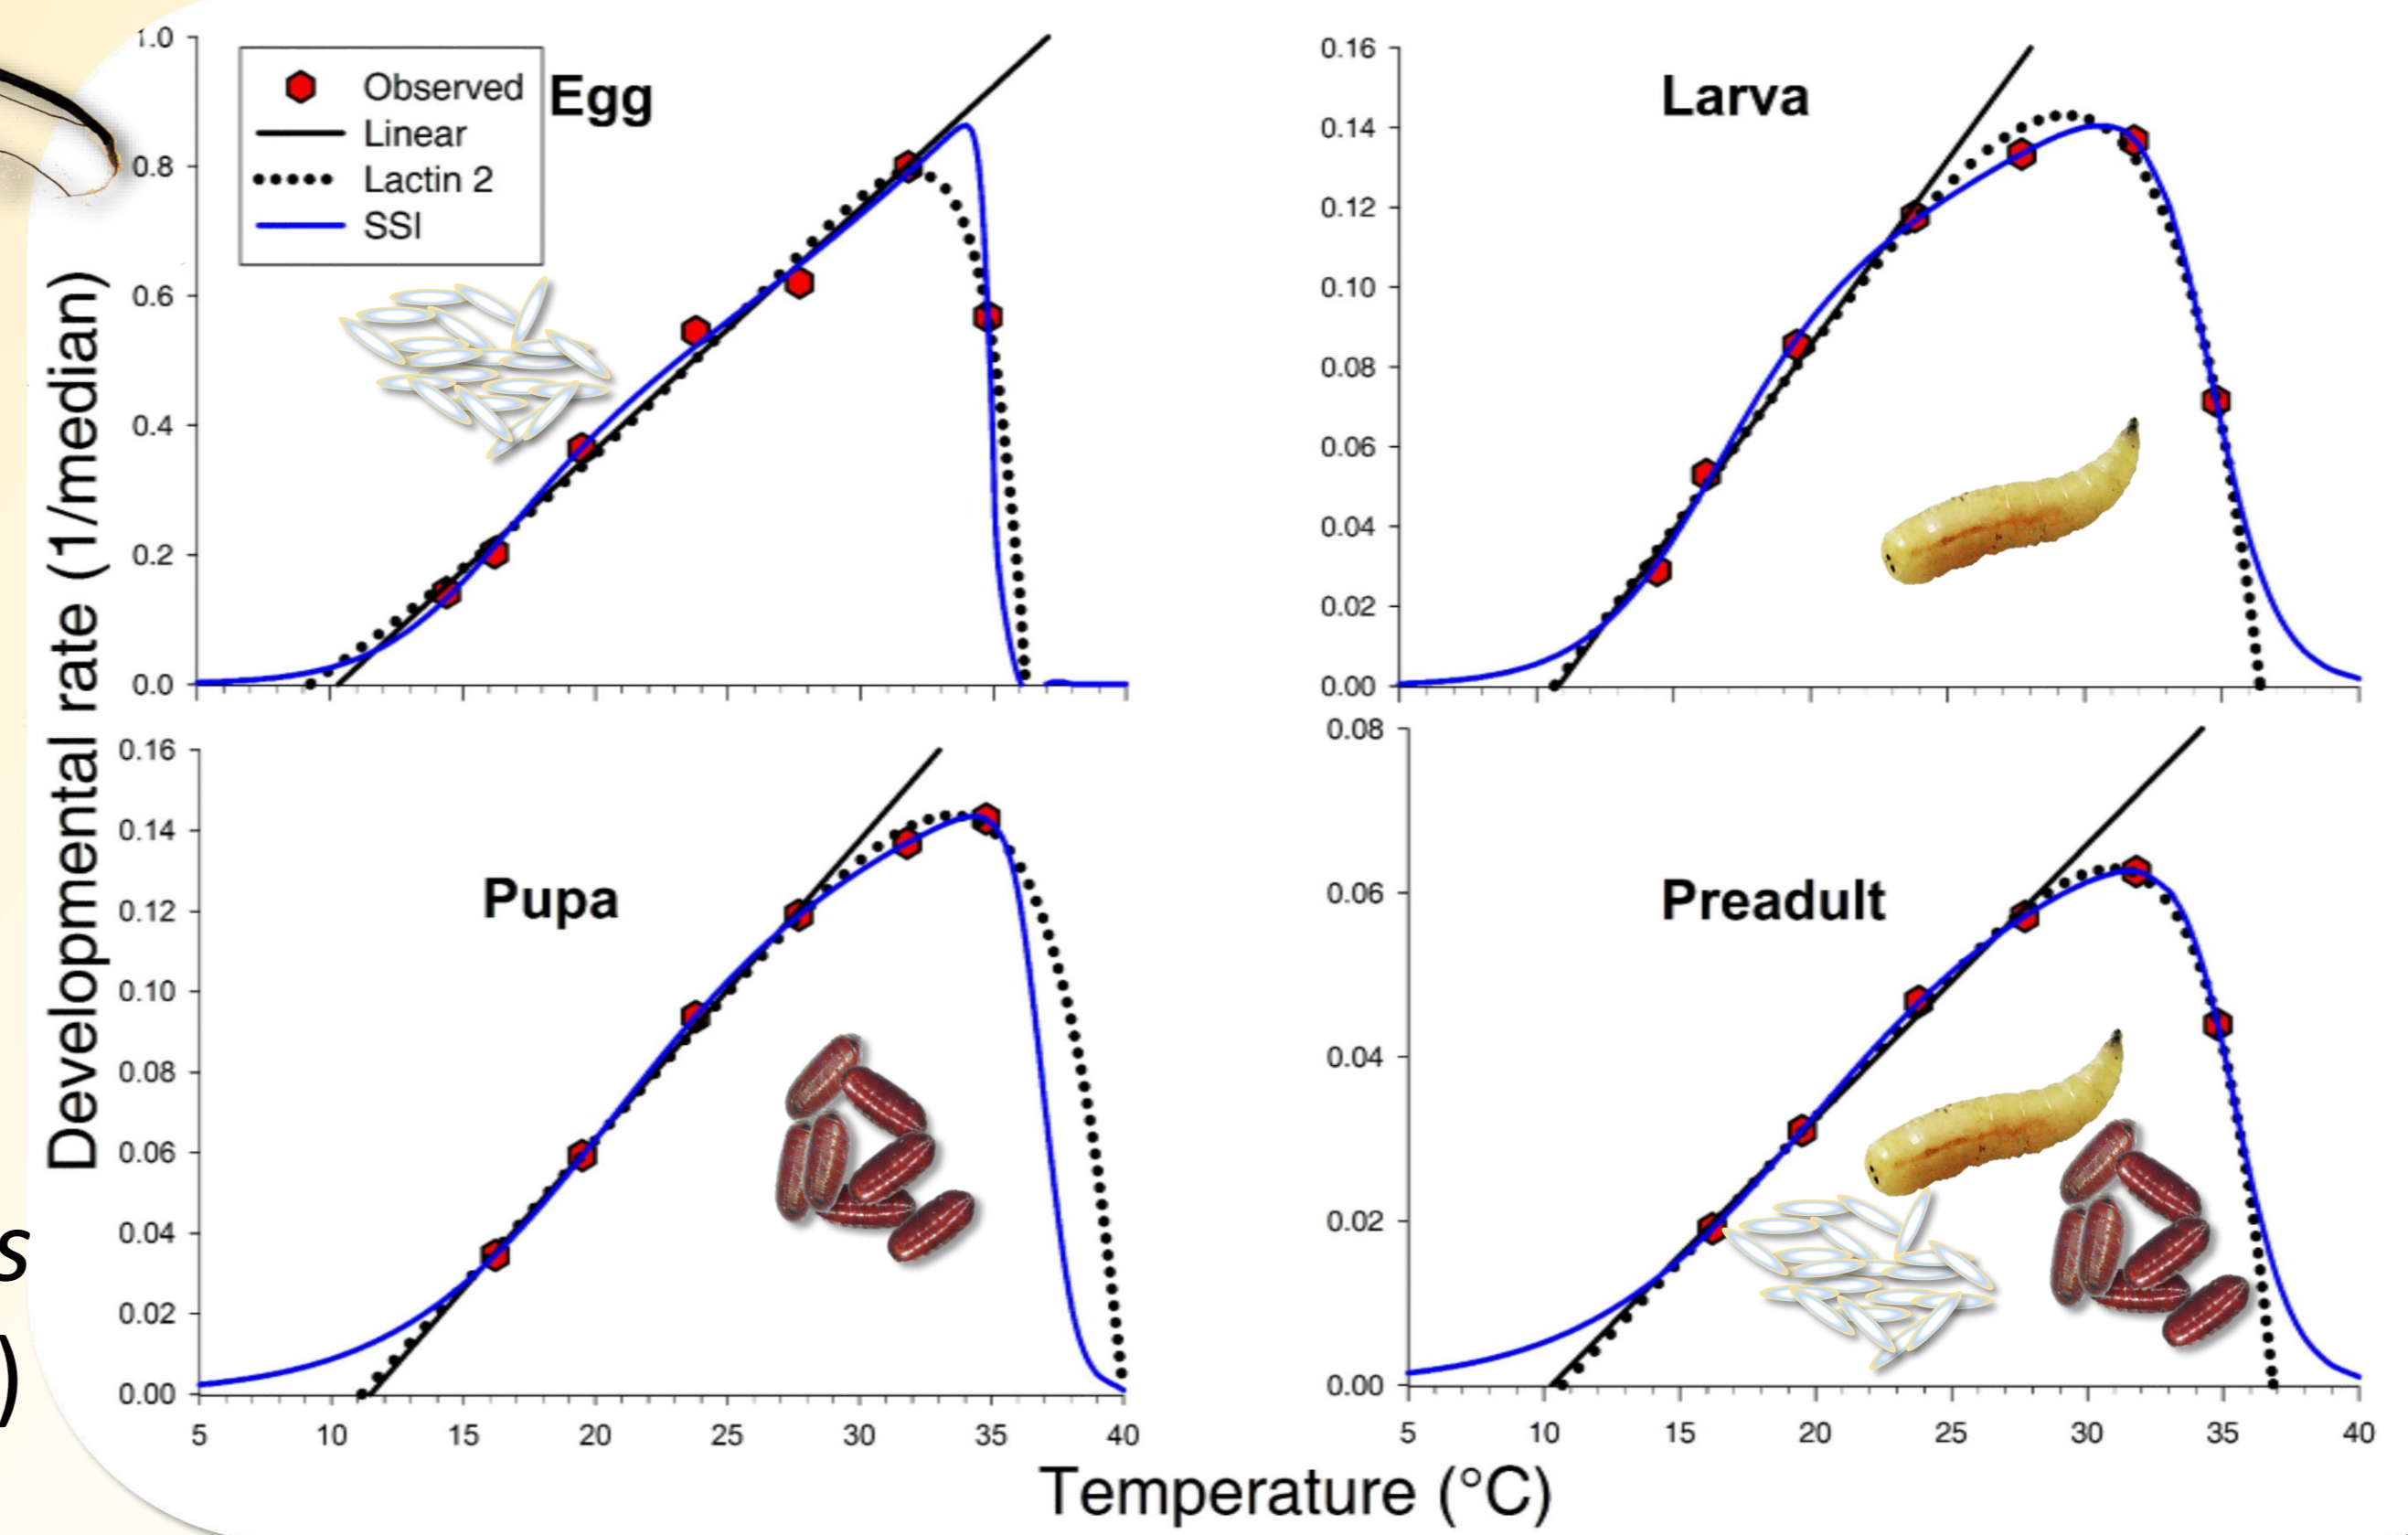 Egg
Observed
Linear
Lactin 2
SSI
1.0
0.8
0.6
0.4
0.2
0.0
Larva
0.16
0.14
0.12
0.10
0.08
0.06
0.04
0.02
0.00
Pupa
0.16
0.14
0.12
0.10
0.08
0.06
0.04
0.02
0.00
5 10 15 20 25 30 35 40
Preadult
0.08
0.06
0.04
0.02
0.00
5 10 15 20 25 30 35 40
Developmental rate (1/median)
Temperature (°C)
s
)